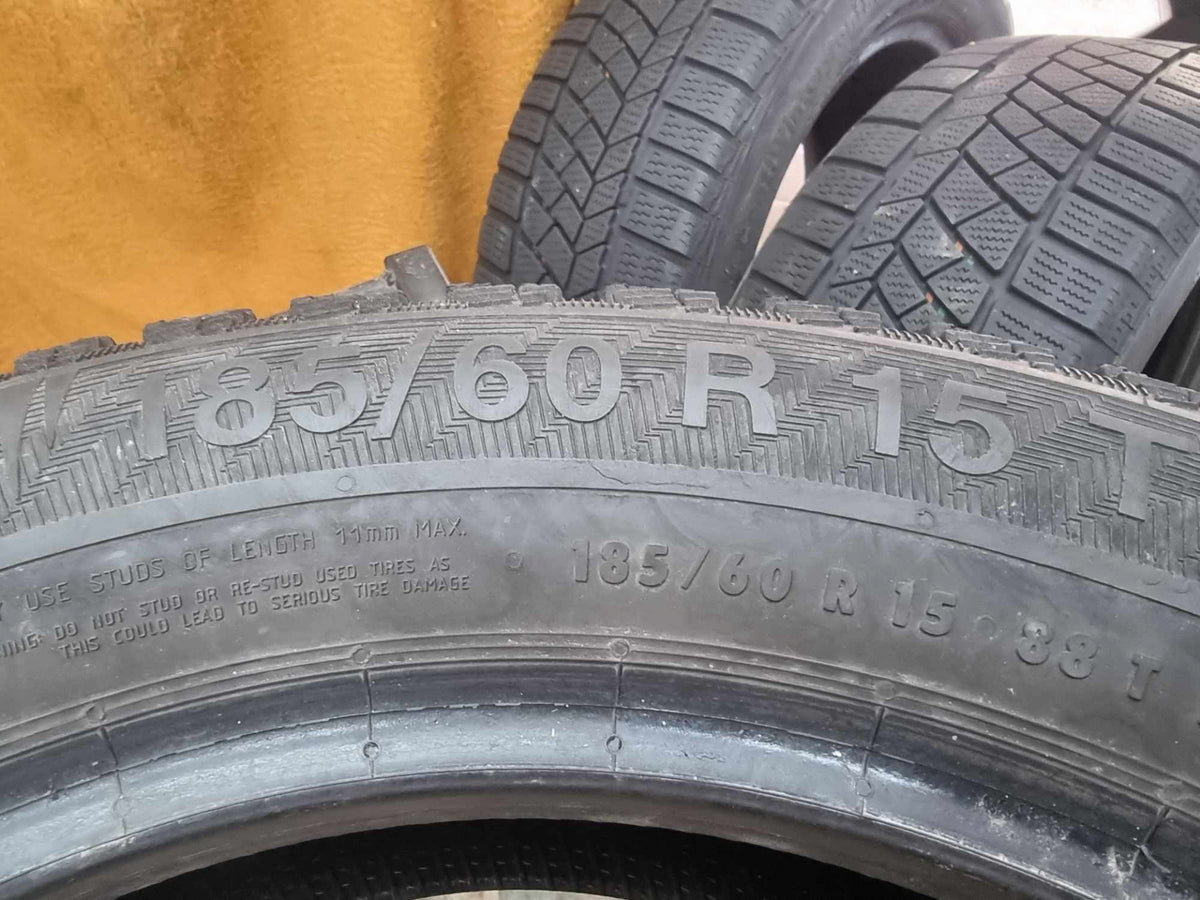 185/60 R 15 T
USE STUDS OF LENGTH 11mm MAX.
DO NOT STUD OR RE-STUD USED TIRES AS
THIS COULD LEAD TO SERIOUS TIRE DAMAGE
185/60 R 15 88 T